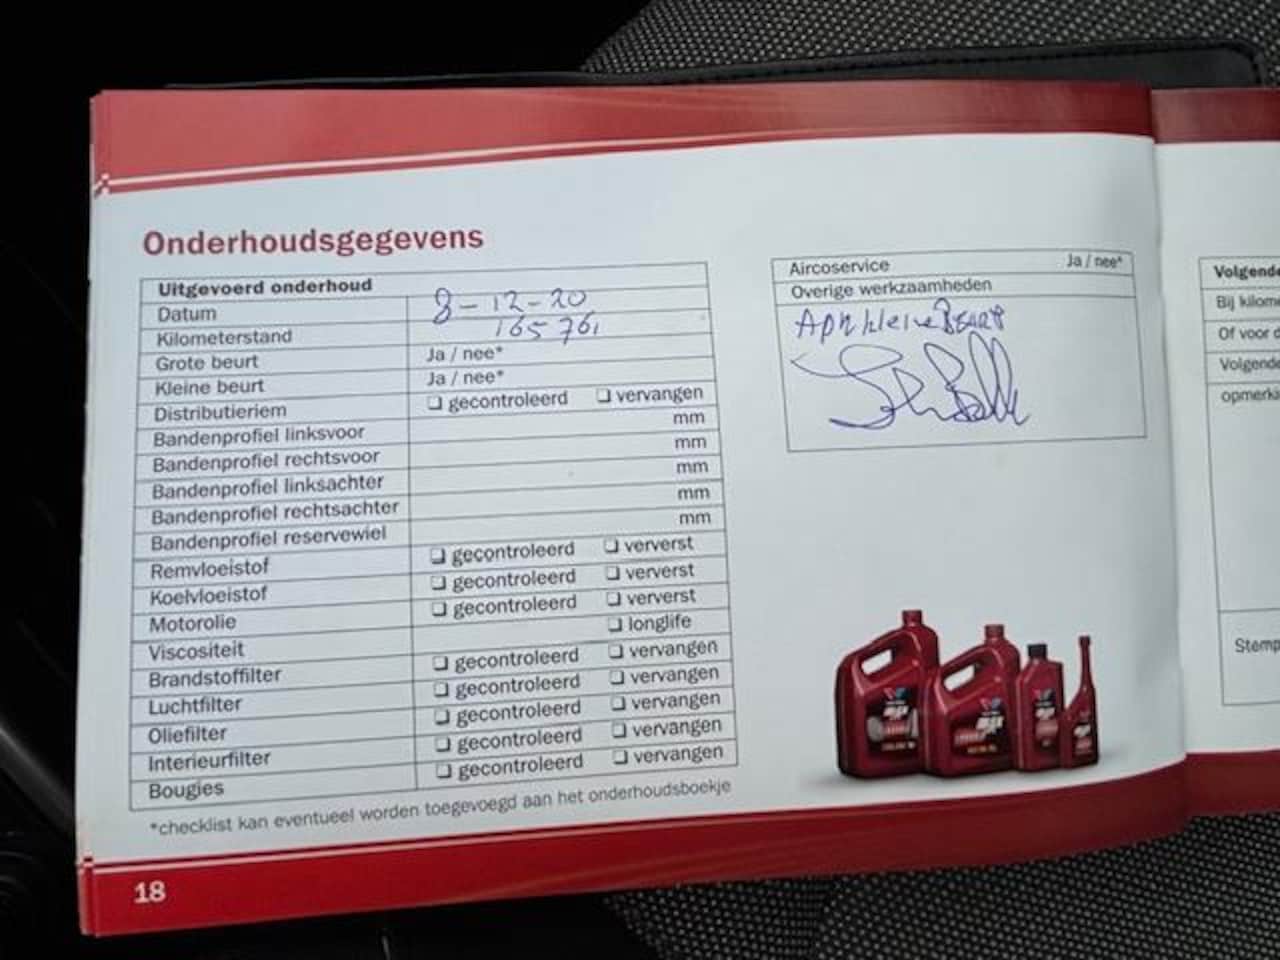 Onderhoudsgegevens
Uitgevoerd onderhoud
Datum 8-12-20
Kilometerstand 165 761
Grote beurt Ja / nee*
Kleine beurt Ja / nee*
Distributieriem ❑ gecontroleerd ❑ vervangen
Bandenprofiel linksvoor mm
Bandenprofiel rechtsvoor mm
Bandenprofiel linksachter mm
Bandenprofiel rechtsachter mm
Bandenprofiel reservewiel mm
Remvloeistof ❑ gecontroleerd ❑ ververst
Koelvloeistof ❑ gecontroleerd ❑ ververst
Motorolie ❑ gecontroleerd ❑ ververst
Viscositeit ❑ longlife
Brandstoffilter ❑ gecontroleerd ❑ vervangen
Luchtfilter ❑ gecontroleerd ❑ vervangen
Oliefilter ❑ gecontroleerd ❑ vervangen
Interieurfilter ❑ gecontroleerd ❑ vervangen
Bougies ❑ gecontroleerd ❑ vervangen
*checklist kan eventueel worden toegevoegd aan het onderhoudsboekje
18
Aircoservice Ja / nee*
Overige werkzaamheden
Apk kleine Beurt
Volgende
Bij kilom
Of voor d
Volgende
opmerki
Stemp